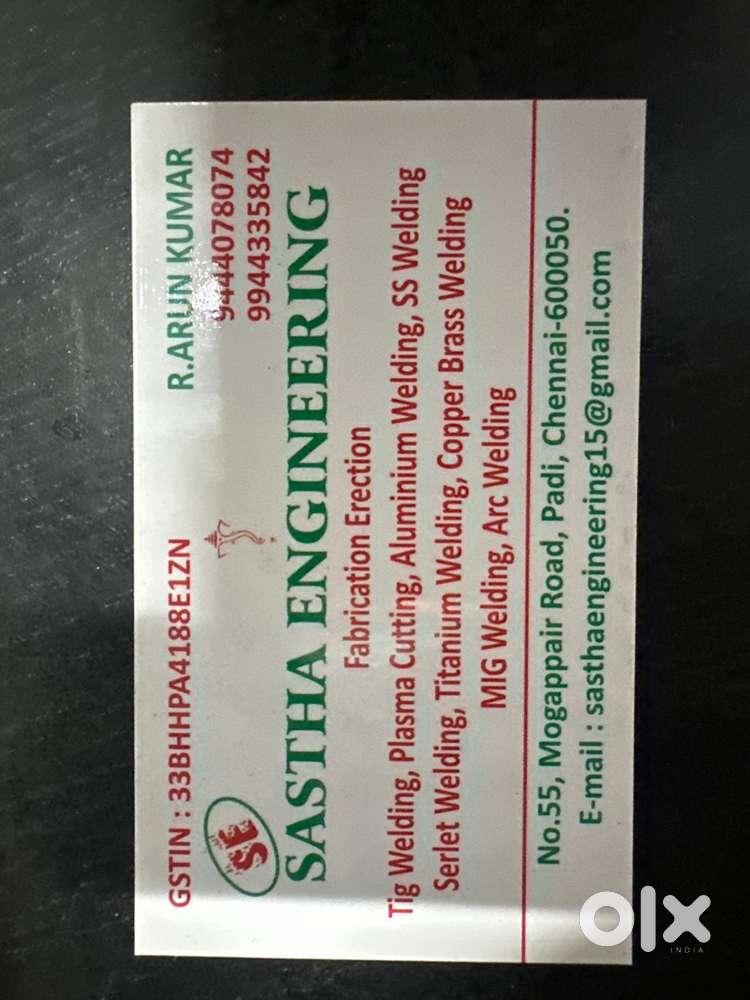 GSTIN : 33BHHPA4188E1ZN
R.ARUN KUMAR
9444078074
9944335842
SE
SASTHA ENGINEERING
Fabrication Erection
Tig Welding, Plasma Cutting, Aluminium Welding, SS Welding
Serlet Welding, Titanium Welding, Copper Brass Welding
MIG Welding, Arc Welding
No.55, Mogappair Road, Padi, Chennai-600050.
E-mail : sasthaengineering15@gmail.com
olx
INDIA